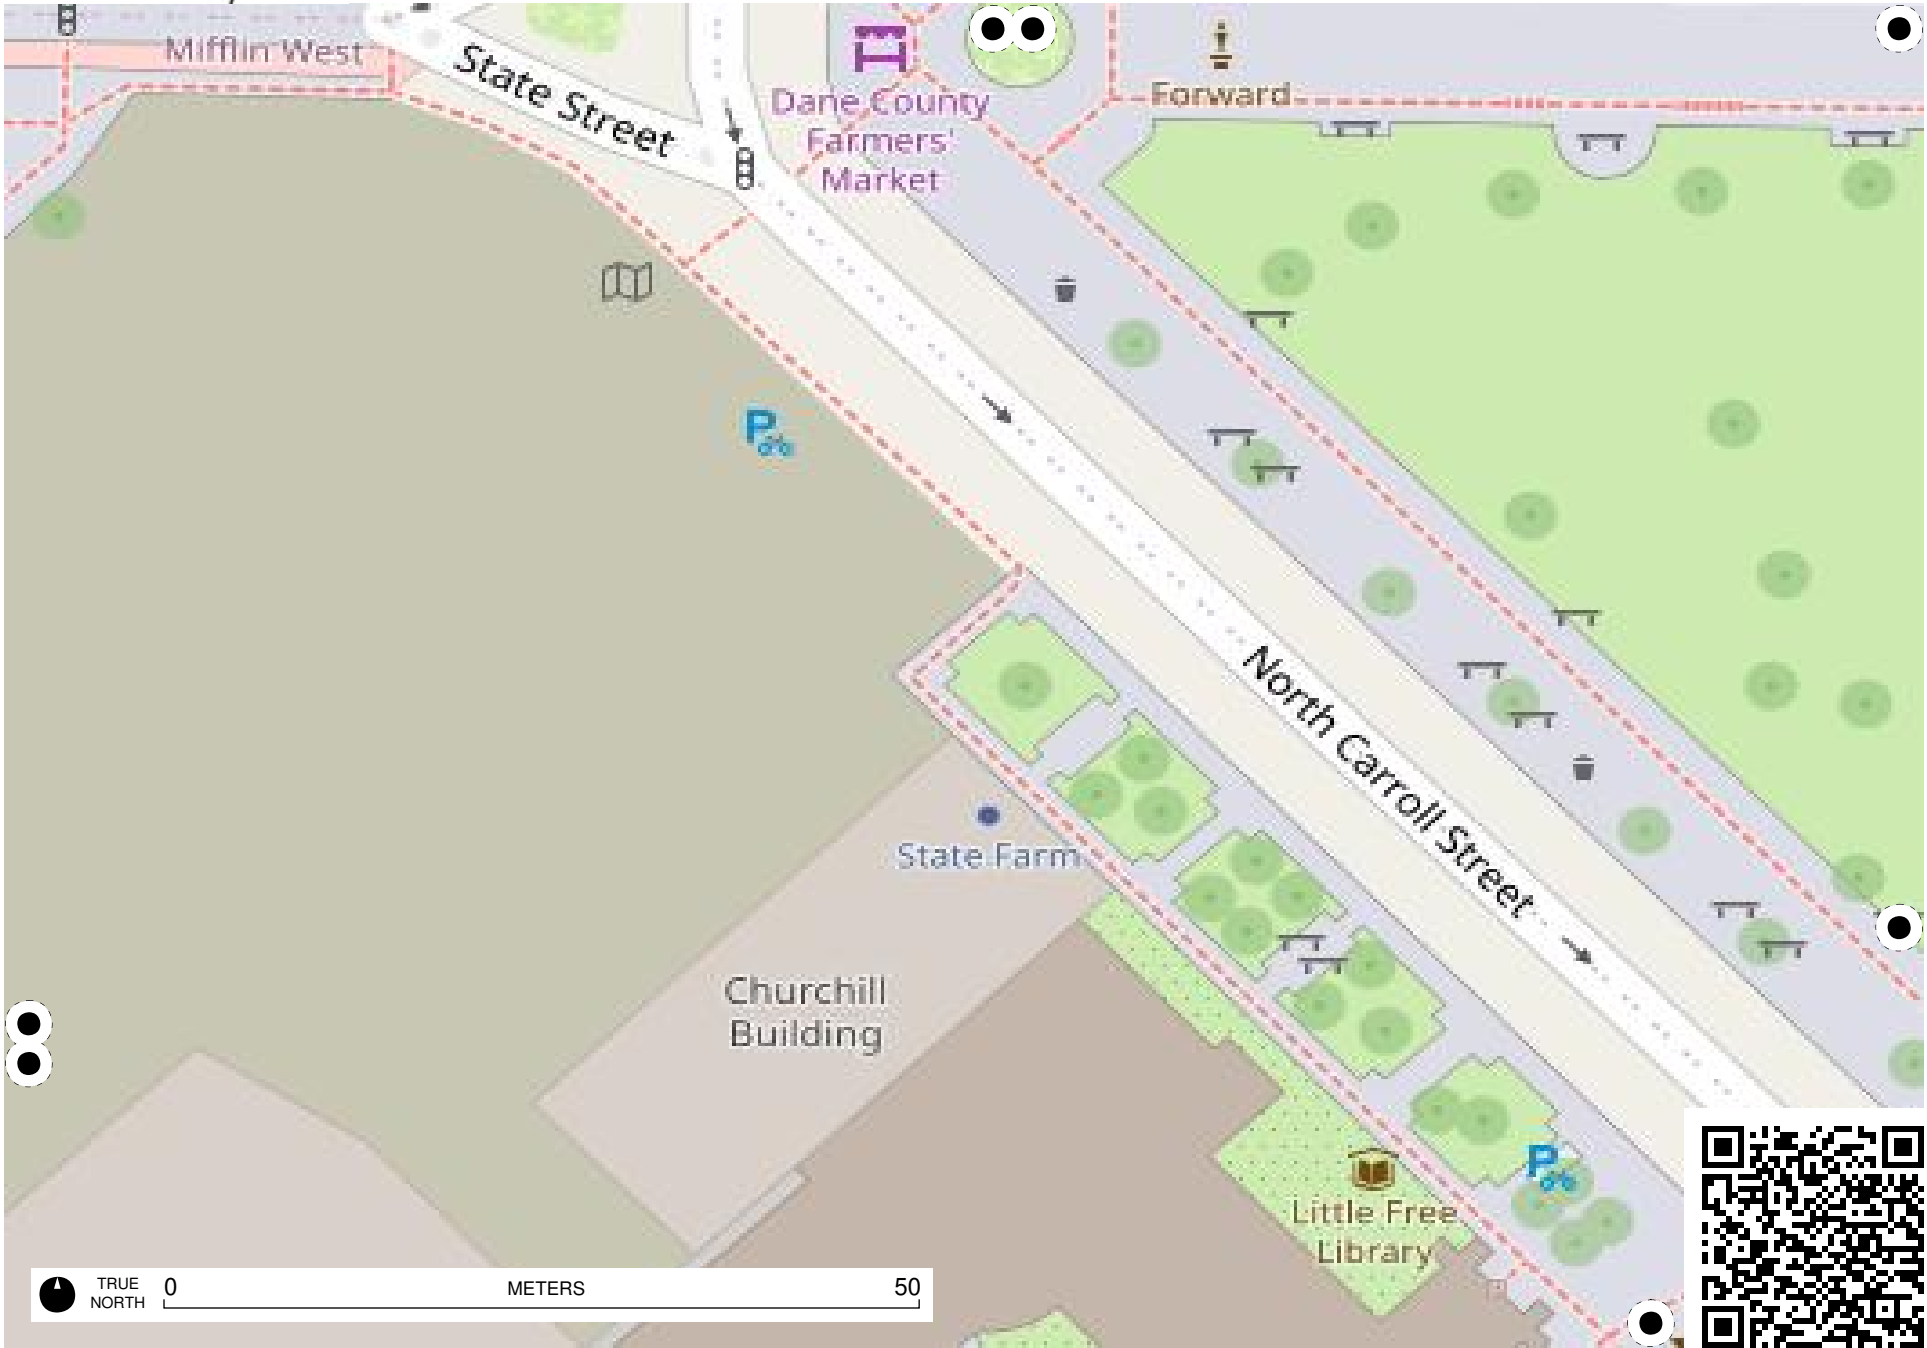 Mifflin West
State Street
Dane County
Farmers'
Market
Forward
P
North Carroll Street
State Farm
Churchill
Building
P
Little Free
Library
TRUE
NORTH
0
METERS
50